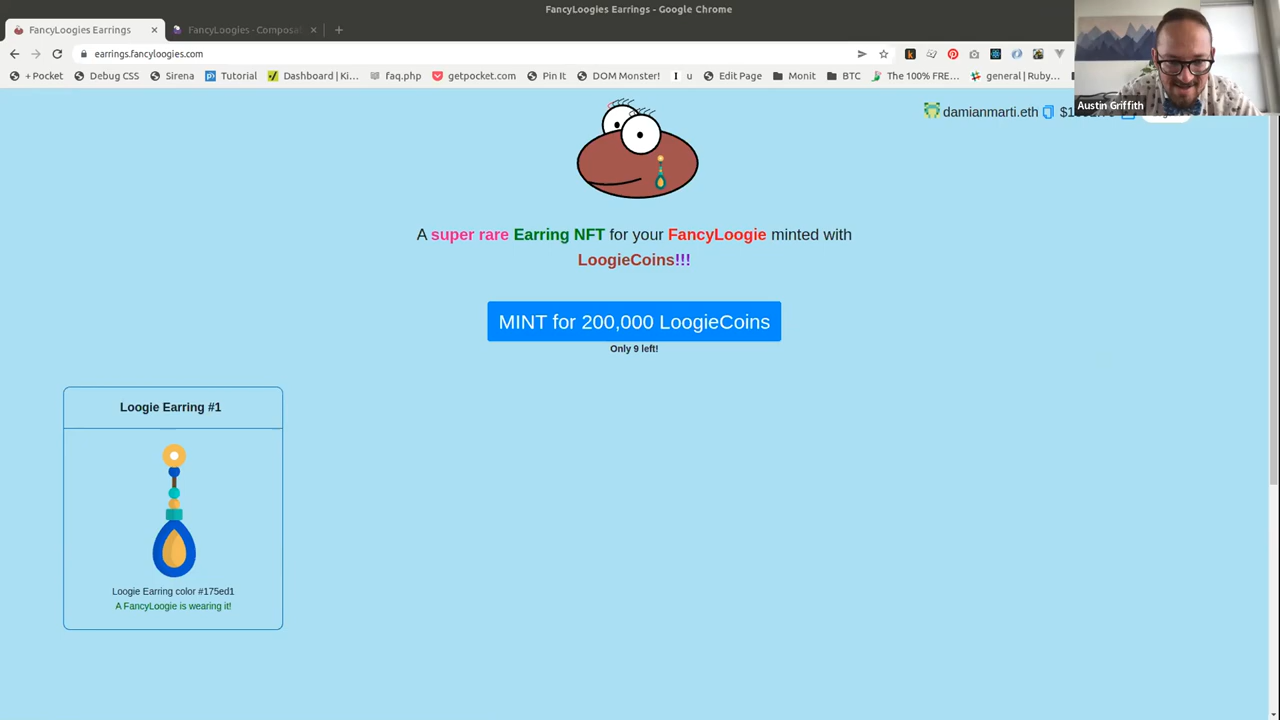 FancyLoogies Earrings - Google Chrome
FancyLoogies Earrings
FancyLoogies - Composa
earrings.fancyloogies.com
+Pocket Debug CSS Sirena Tutorial Dashboard | Ki... faq.php getpocket.com Pin It DOM Monster! u Edit Page Monit BTC The 100% FRE... general | Ruby...
Austin Griffith
damianmarti.eth
A super rare Earring NFT for your FancyLoogie minted with
LoogieCoins!!!
MINT for 200,000 LoogieCoins
Only 9 left!
Loogie Earring #1
Loogie Earring color #175ed1
A FancyLoogie is wearing it!